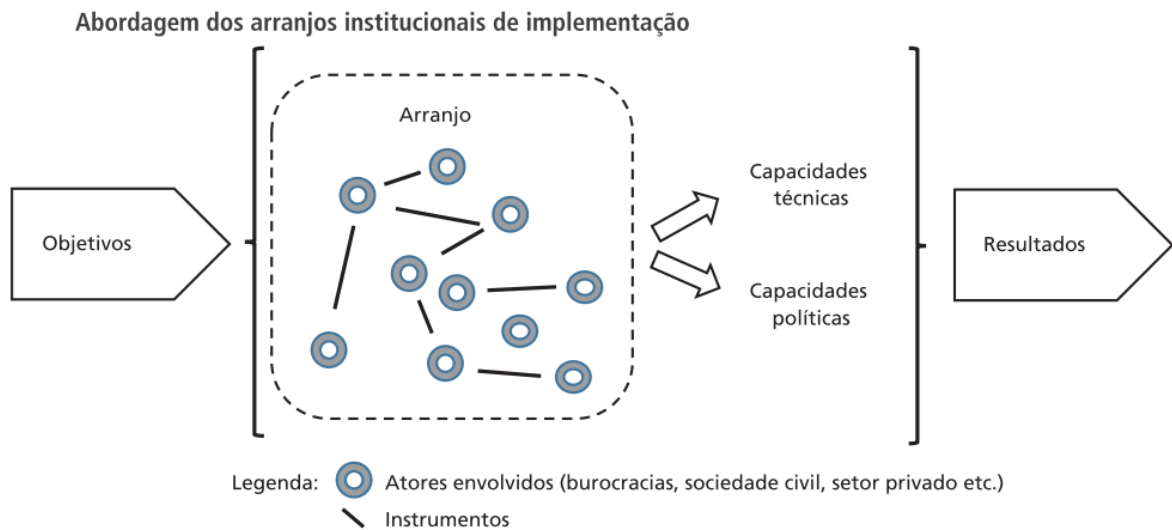 Abordagem dos arranjos institucionais de implementação
Arranjo
Objetivos
Capacidades
técnicas
Capacidades
políticas
Resultados
Legenda:
Atores envolvidos (burocracias, sociedade civil, setor privado etc.)
Instrumentos